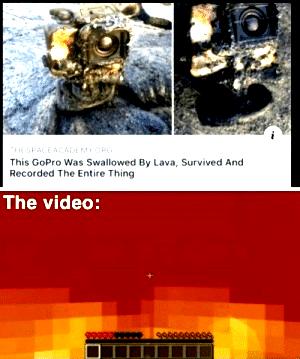 THESPACEACADEMY.ORG
This GoPro Was Swallowed By Lava, Survived And
Recorded The Entire Thing
The video: